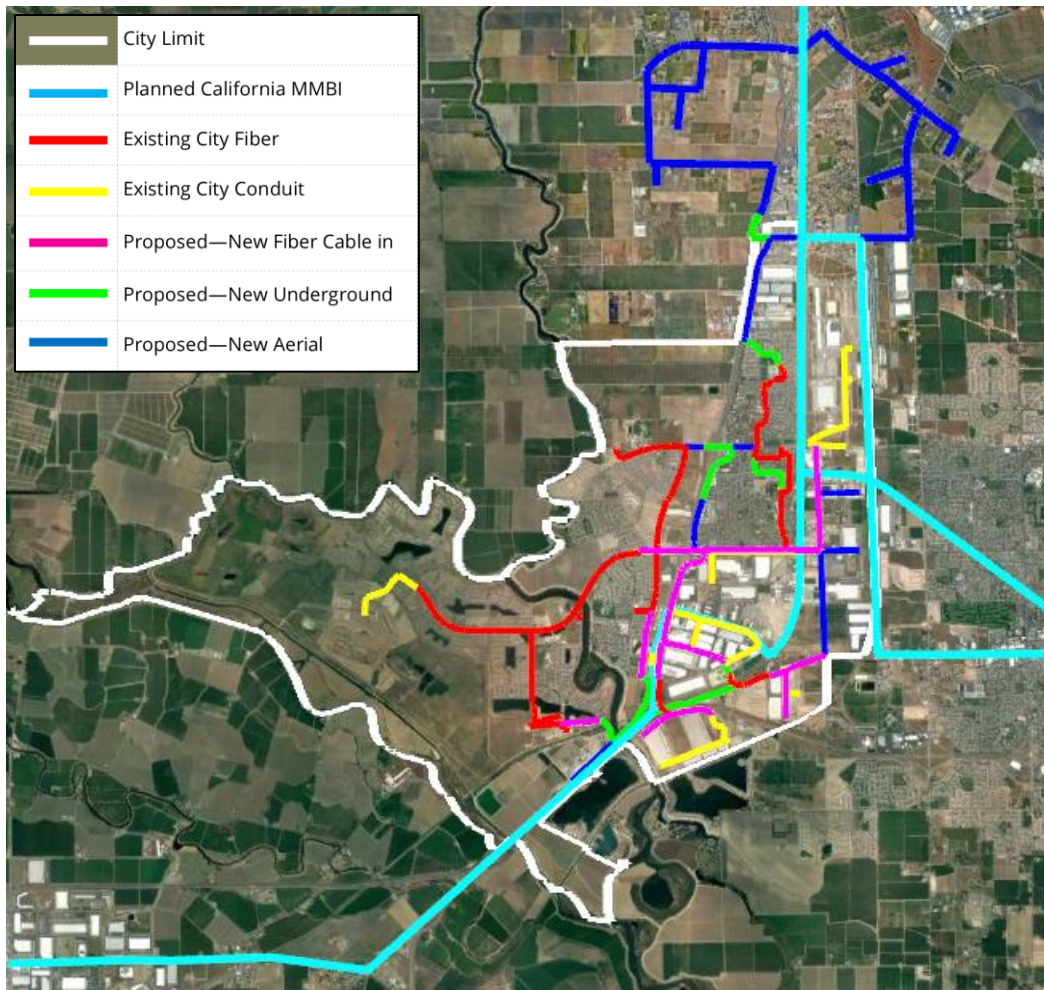 City Limit
Planned California MMBI
Existing City Fiber
Existing City Conduit
Proposed—New Fiber Cable in
Proposed—New Underground
Proposed—New Aerial